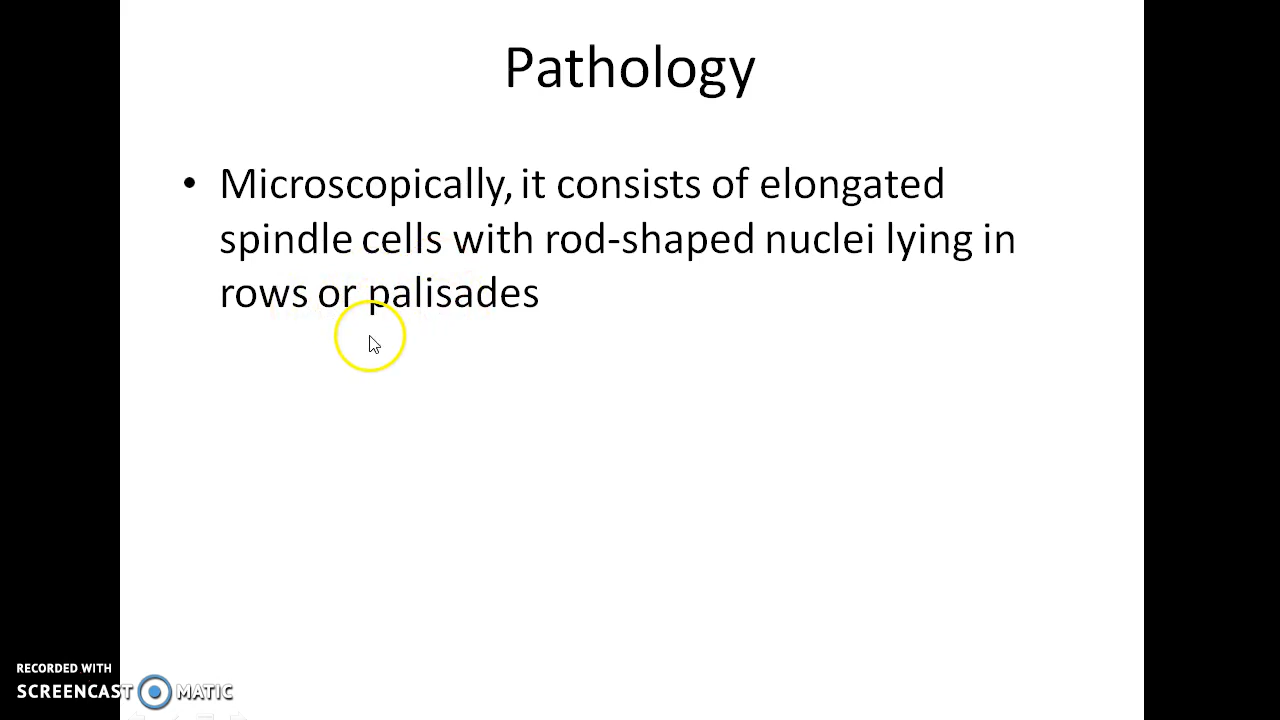 Pathology
• Microscopically, it consists of elongated
spindle cells with rod-shaped nuclei lying in
rows or palisades
RECORDED WITH
SCREENCAST MATIC